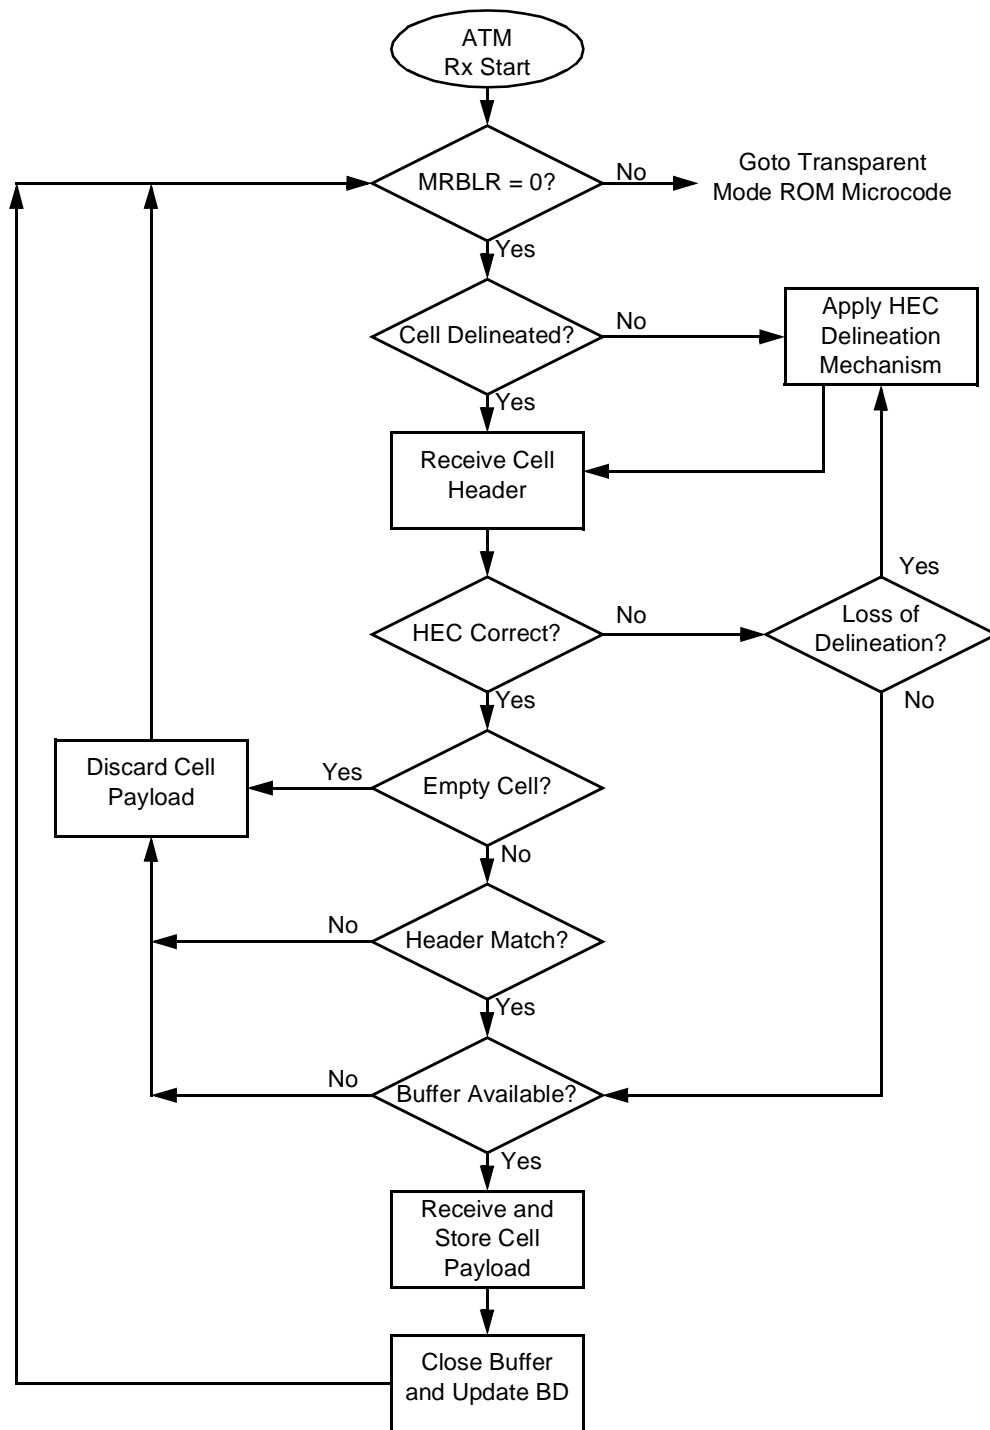 ATM
Rx Start
MRBLR = 0?
No
Goto Transparent
Mode ROM Microcode
Yes
Cell Delineated?
No
Apply HEC
Delineation
Mechanism
Yes
Receive Cell
Header
HEC Correct?
No
Yes
Loss of
Delineation?
No
Yes
Discard Cell
Payload
Yes
Empty Cell?
No
No
Header Match?
Yes
No
Buffer Available?
Yes
Receive and
Store Cell
Payload
Close Buffer
and Update BD